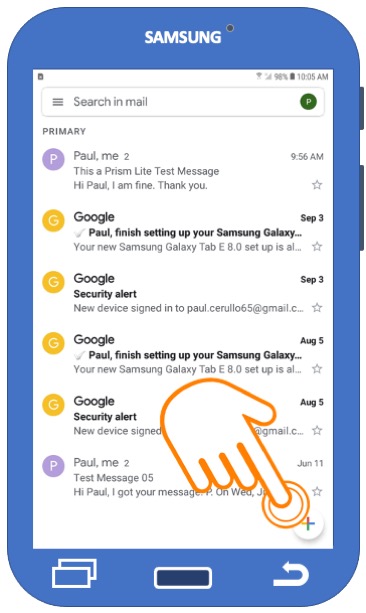 SAMSUNG
98% 10:05 AM
Search in mail P
PRIMARY
P Paul, me 2 9:56 AM
This a Prism Lite Test Message
Hi Paul, I am fine. Thank you.
G Google Sep 3
Paul, finish setting up your Samsung Galaxy...
Your new Samsung Galaxy Tab E 8.0 set up is al...
G Google Sep 3
Security alert
New device signed in to paul.cerullo65@gmail.c...
G Google Aug 5
Paul, finish setting up your Samsung Galaxy...
Your new Samsung Galaxy Tab E 8.0 set up is al...
G Google Aug 5
Security alert
New device signed @gmail.c...
P Paul, me 2 Jun 11
Test Message 05
Hi Paul, I got your message. P. On Wed,